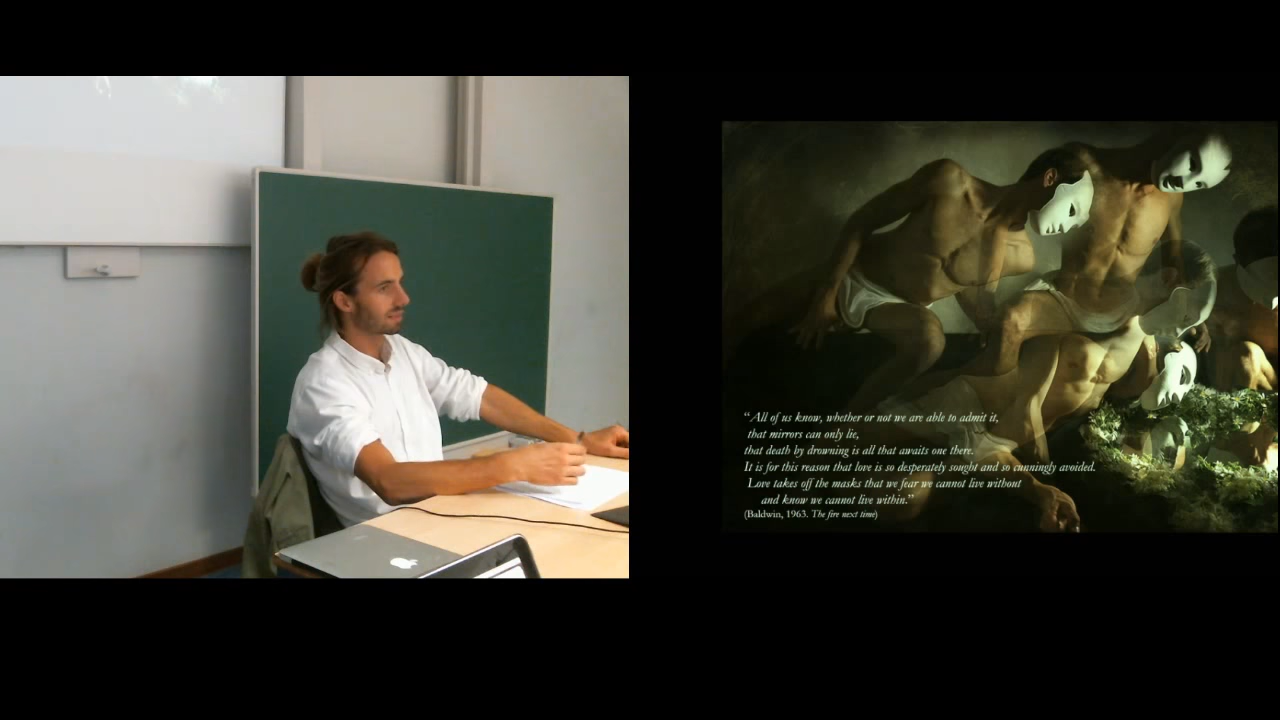 “All of us know, whether or not we are able to admit it,
that mirrors can only lie,
that death by drowning is all that awaits one there.
It is for this reason that love is so desperately sought and so cunningly avoided.
Love takes off the masks that we fear we cannot live without
and know we cannot live within.”
(Baldwin, 1963. The fire next time)